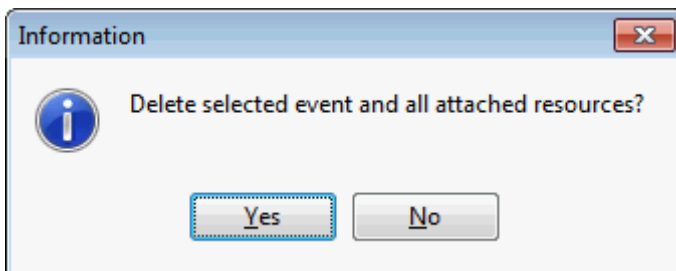 Information
Delete selected event and all attached resources?
Yes
No